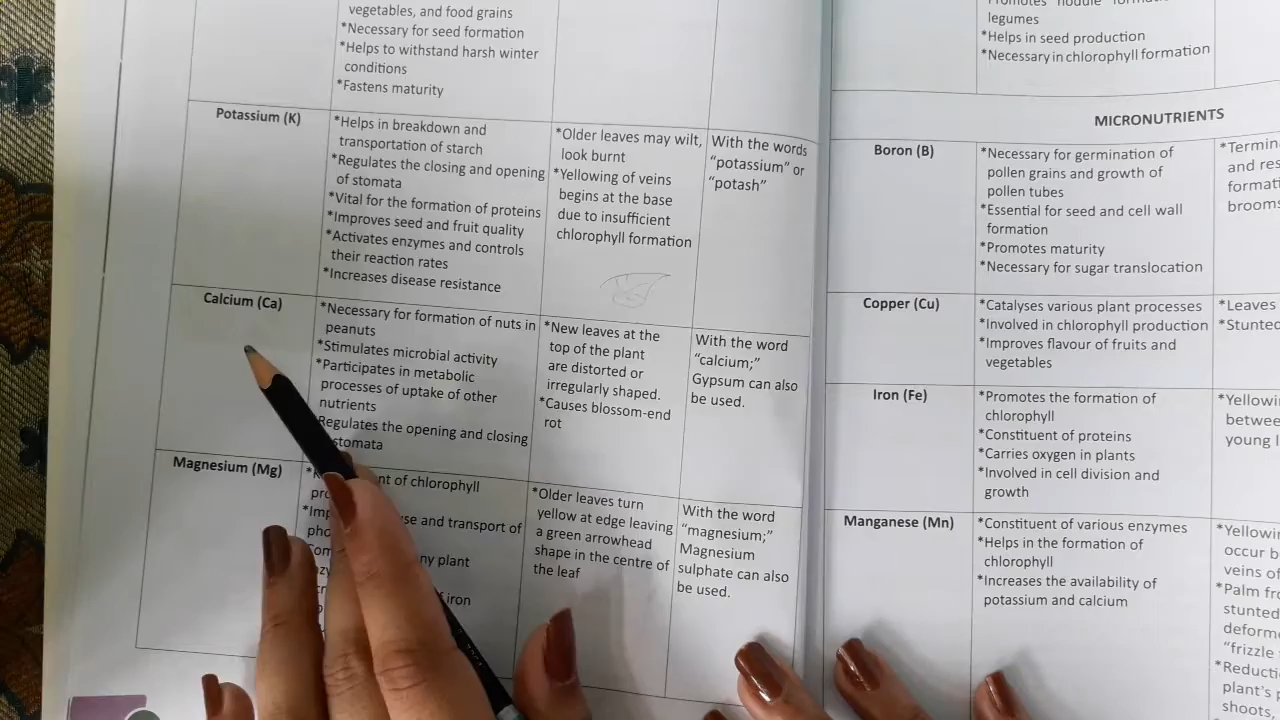 vegetables, and food grains
*Necessary for seed formation
*Helps to withstand harsh winter
conditions
*Fastens maturity
Potassium (K)
*Helps in breakdown and
transportation of starch
*Regulates the closing and opening
of stomata
*Vital for the formation of proteins
*Improves seed and fruit quality
*Activates enzymes and controls
their reaction rates
*Increases disease resistance
*Older leaves may wilt,
look burnt
*Yellowing of veins
begins at the base
due to insufficient
chlorophyll formation
With the words
“potassium” or
“potash”
Calcium (Ca)
*Necessary for formation of nuts in
peanuts
*Stimulates microbial activity
*Participates in metabolic
processes of uptake of other
nutrients
Regulates the opening and closing
stomata
*New leaves at the
top of the plant
are distorted or
irregularly shaped.
*Causes blossom-end
rot
With the word
“calcium;”
Gypsum can also
be used.
Magnesium (Mg)
of chlorophyll
and transport of
plant
iron
*Older leaves turn
yellow at edge leaving
a green arrowhead
shape in the centre of
the leaf
With the word
“magnesium;”
Magnesium
sulphate can also
be used.
legumes
*Helps in seed production
*Necessary in chlorophyll formation
MICRONUTRIENTS
Boron (B)
*Necessary for germination of
pollen grains and growth of
pollen tubes
*Essential for seed and cell wall
formation
*Promotes maturity
*Necessary for sugar translocation
and
Copper (Cu)
*Catalyses various plant processes
*Involved in chlorophyll production
*Improves flavour of fruits and
vegetables
*Leaves
Iron (Fe)
*Promotes the formation of
chlorophyll
*Constituent of proteins
*Carries oxygen in plants
*Involved in cell division and
growth
young
Manganese (Mn)
*Constituent of various enzymes
*Helps in the formation of
chlorophyll
*Increases the availability of
potassium and calcium
occur
veins of
*Palm
“frizzle
plant's
shoots